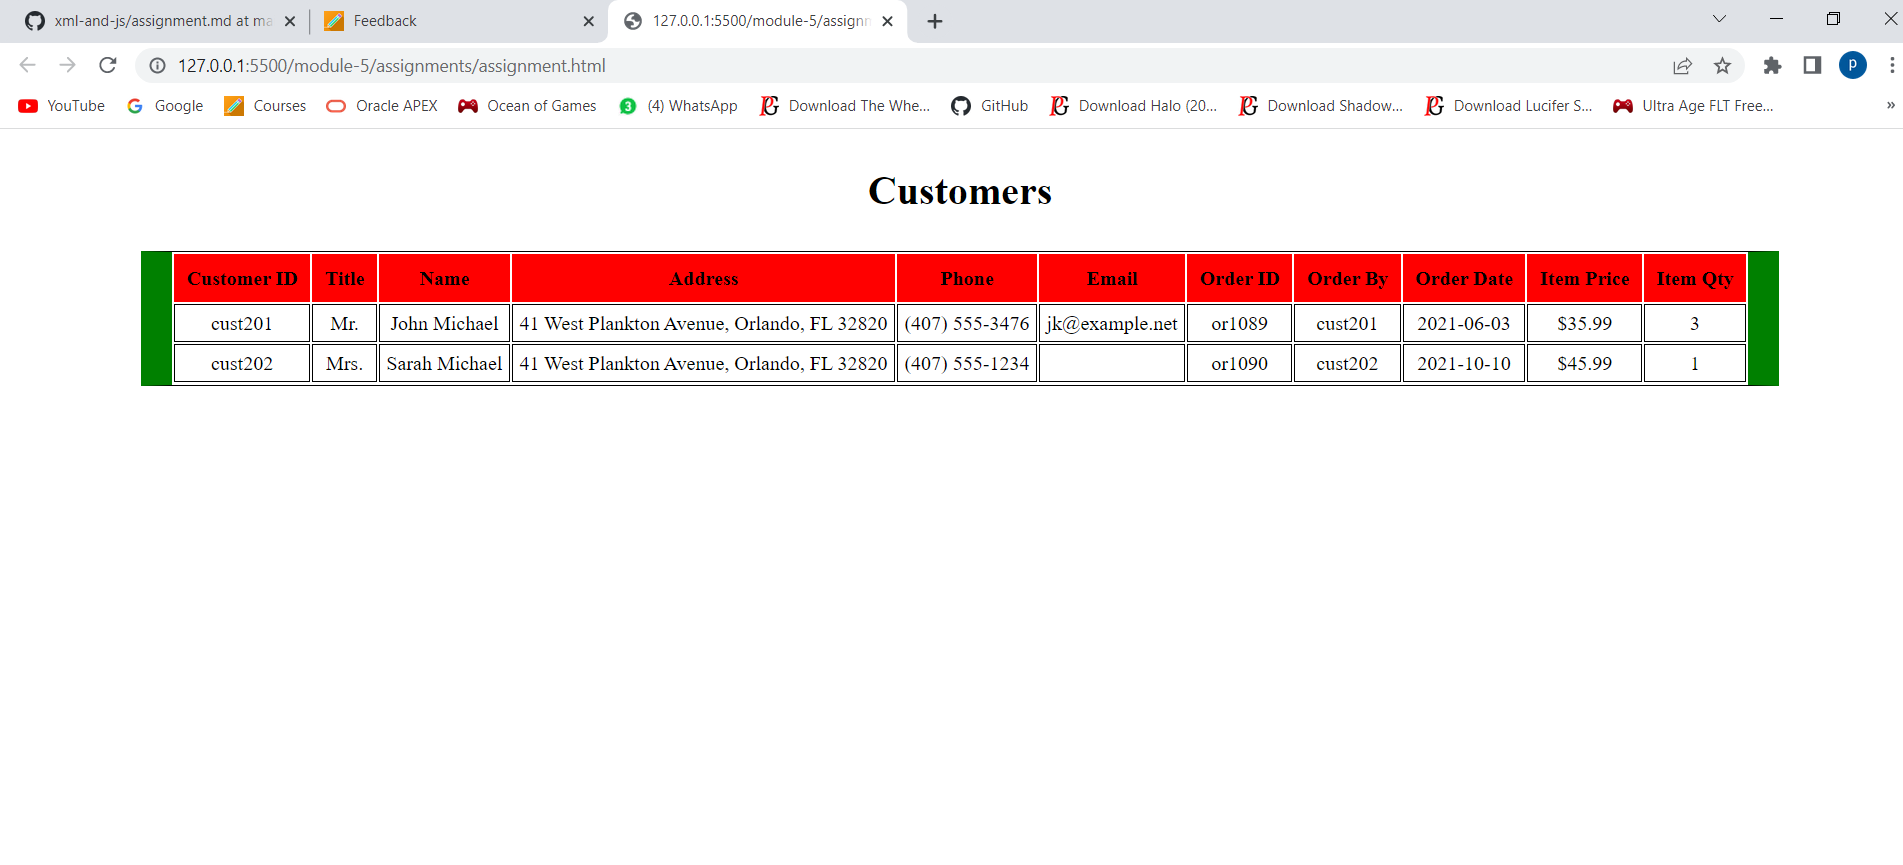 xml-and-js/assignment.md at ma
Feedback
127.0.0.1:5500/module-5/assignm
127.0.0.1:5500/module-5/assignments/assignment.html
P
YouTube Google Courses Oracle APEX Ocean of Games 3 (4) WhatsApp PG Download The Whe... GitHub PG Download Halo (20... PG Download Shadow... PG Download Lucifer S... Ultra Age FLT Free... »
Customers
Customer ID Title Name Address Phone Email Order ID Order By Order Date Item Price Item Qty
cust201 Mr. John Michael 41 West Plankton Avenue, Orlando, FL 32820 (407) 555-3476 jk@example.net or1089 cust201 2021-06-03 $35.99 3
cust202 Mrs. Sarah Michael 41 West Plankton Avenue, Orlando, FL 32820 (407) 555-1234 or1090 cust202 2021-10-10 $45.99 1